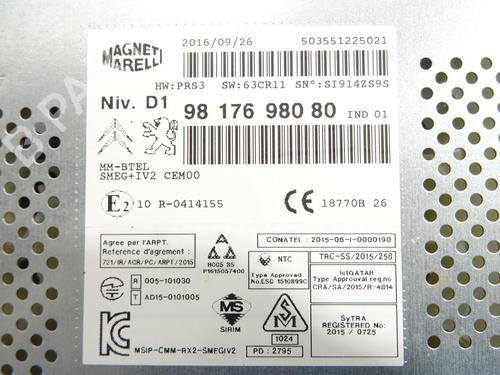 MAGNETI MARELLI
2016/09/26 503551225021
HW:PRS3 SW:63CR11 SN°:SI914ZS9S
Niv. D1 98 176 980 80 IND 01
MM-BTEL
SMEG+IV2 CEM00
E2 10 R-0414155 CE 18770B 26
Agree par l'ARPT.
Reference d'agrement :
721/IR/ACR/PC/ARPT/2015
A
H005 35
P1615057400
NTC
Type Approved
No.ESD 1510899C
CONATEL : 2015-06-I-0000190
TRC-SS/2015/258
IctQATAR
Type Approval reg no:
CRA/SA/2015/R-4814
R 005-101030
T AD15-0101005
MS
SIRIM
SM
1024
PD : 2795
SyTRA
REGISTERED No:
2015 / 0725
MSIP-CMM-RX2-SMEGIV2